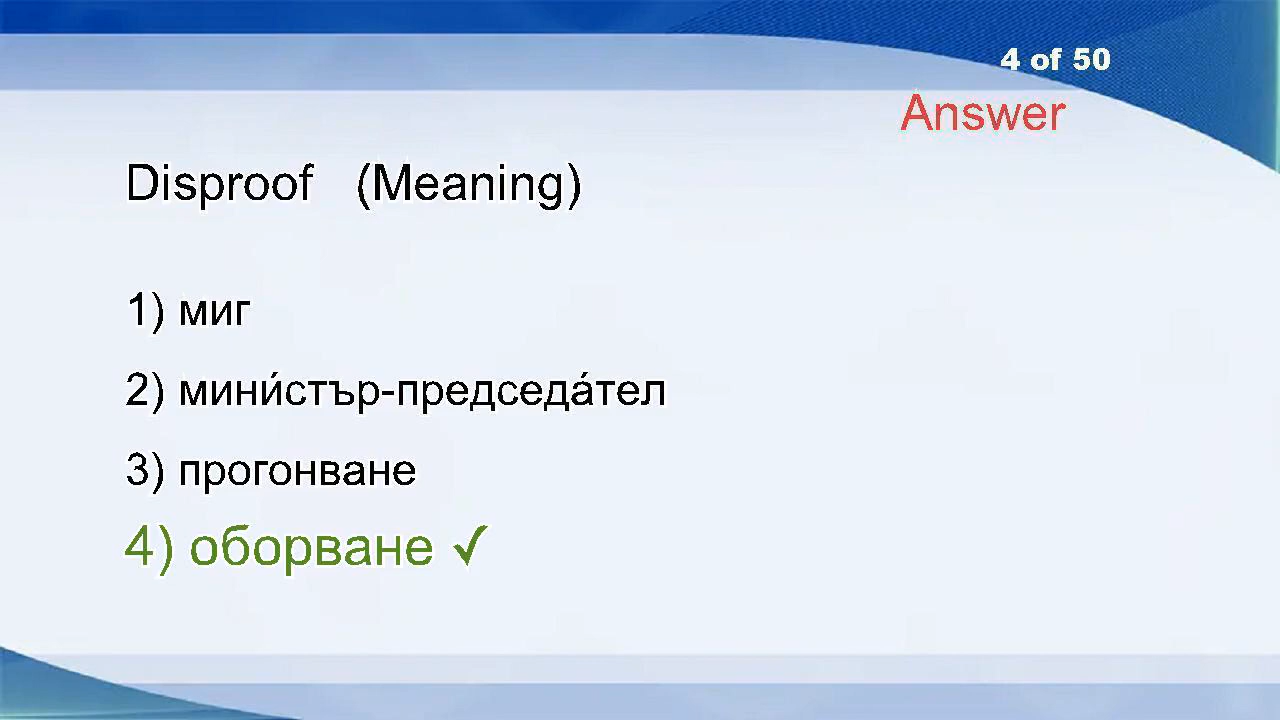 4 of 50
Answer
Disproof (Meaning)
1) миг
2) мини́стър-председа́тел
3) прогонване
4) оборване ✓